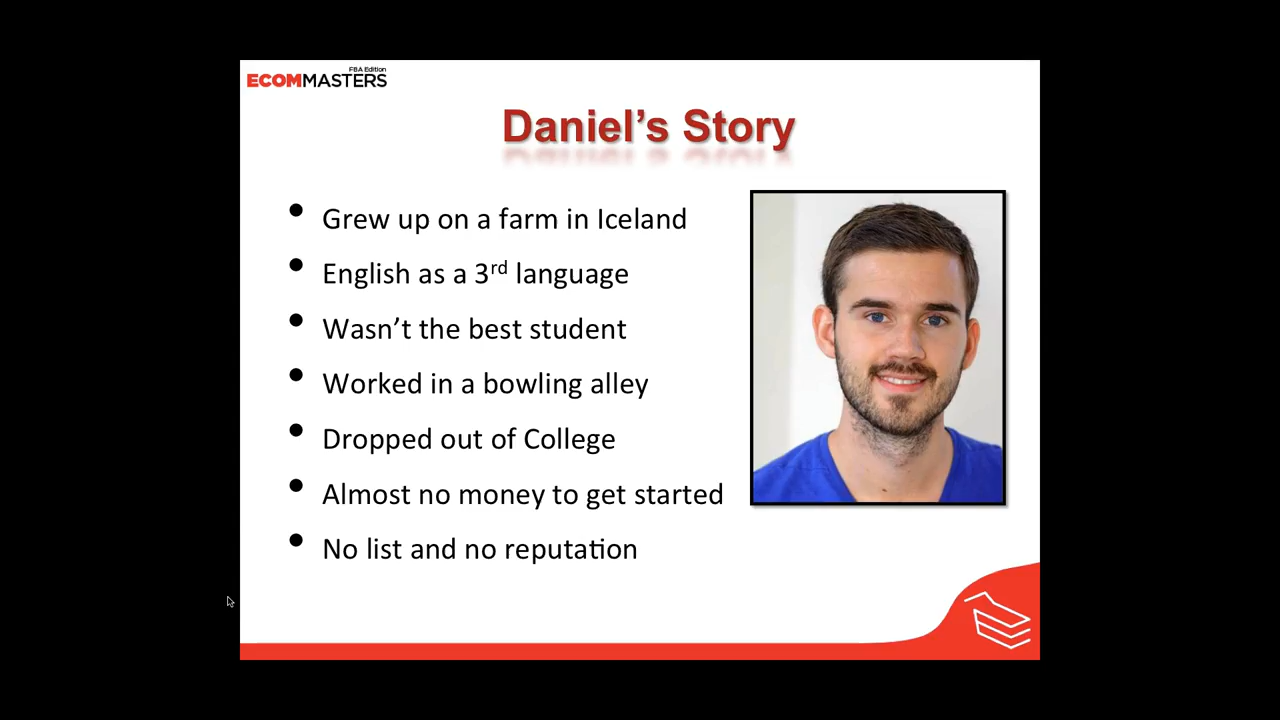 FBA Edition
ECOMMASTERS
Daniel's Story
• Grew up on a farm in Iceland
• English as a 3rd language
• Wasn't the best student
• Worked in a bowling alley
• Dropped out of College
• Almost no money to get started
• No list and no reputation